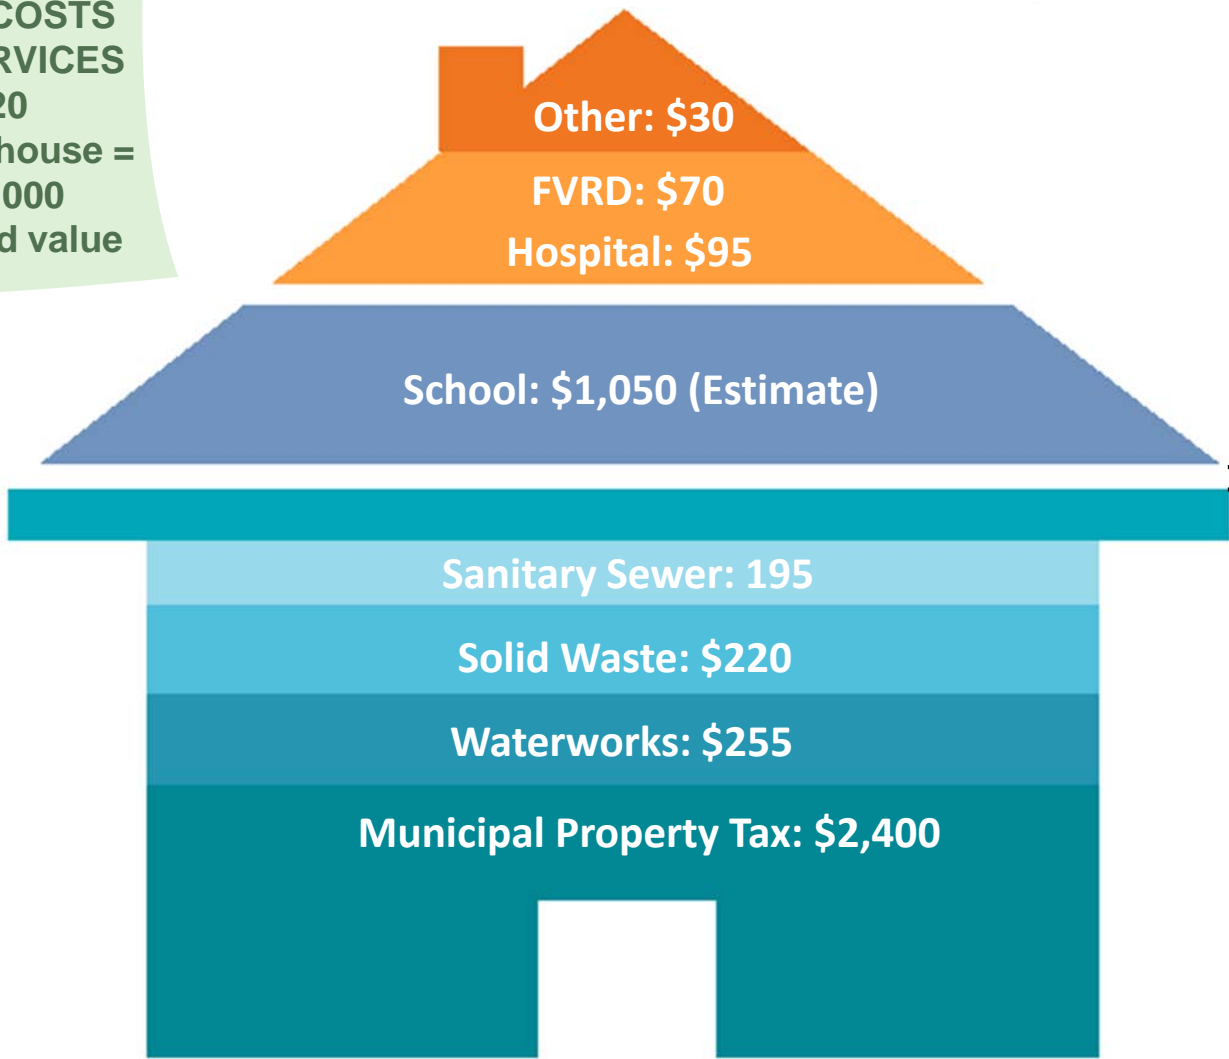 COSTS
RVICES
20
house =
,000
d value
Other: $30
FVRD: $70
Hospital: $95
School: $1,050 (Estimate)
Sanitary Sewer: 195
Solid Waste: $220
Waterworks: $255
Municipal Property Tax: $2,400